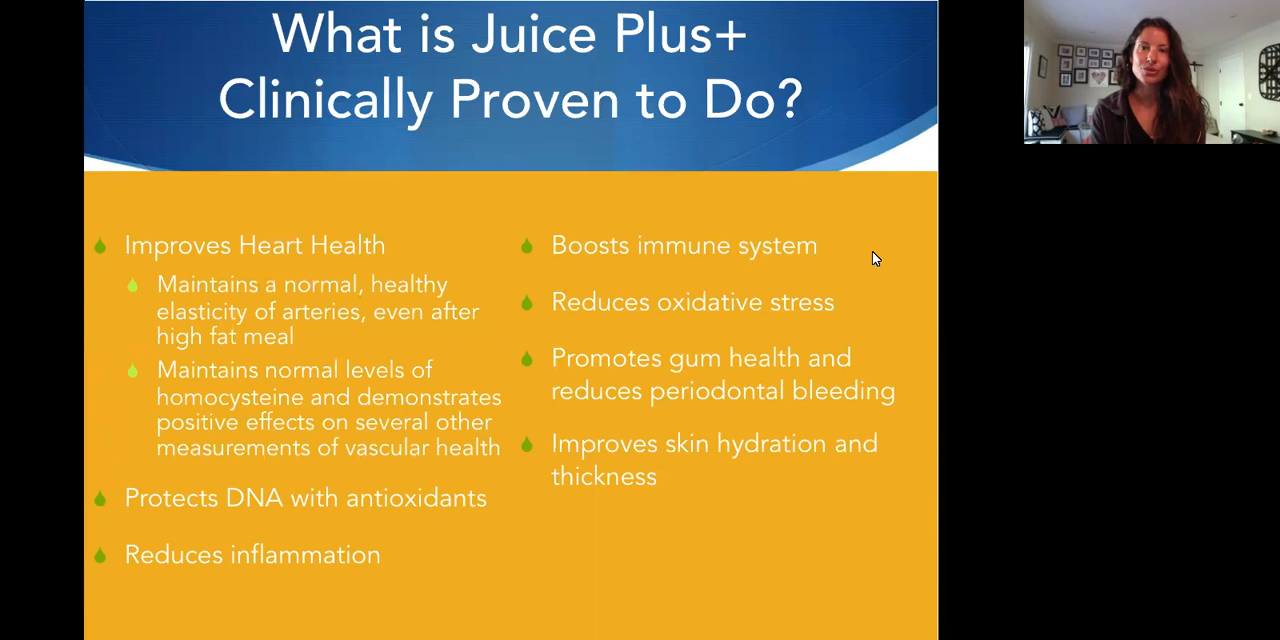 What is Juice Plus+
Clinically Proven to Do?
Improves Heart Health
Maintains a normal, healthy
elasticity of arteries, even after
high fat meal
Maintains normal levels of
homocysteine and demonstrates
positive effects on several other
measurements of vascular health
Protects DNA with antioxidants
Reduces inflammation
Boosts immune system
Reduces oxidative stress
Promotes gum health and
reduces periodontal bleeding
Improves skin hydration and
thickness